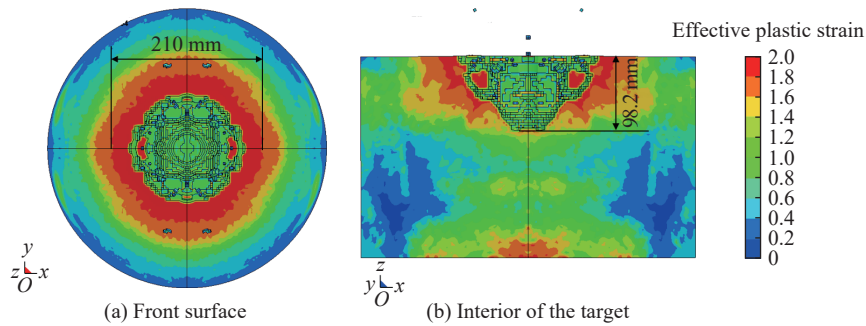 Effective plastic strain
210 mm
98.2 mm
2.0
1.8
1.6
1.4
1.2
1.0
0.8
0.6
0.4
0.2
0
y
z O x
z
y O x
(a) Front surface
(b) Interior of the target